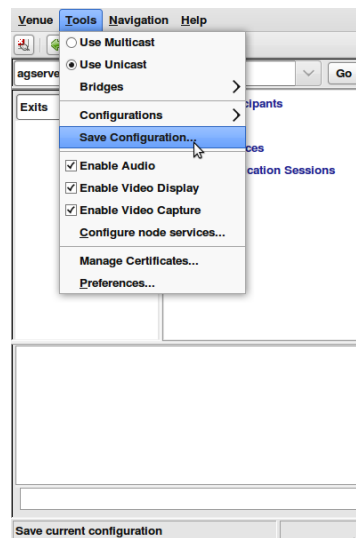 Venue Tools Navigation Help
Use Multicast
Use Unicast
agserve
Go
Bridges
Exits
Configurations
Save Configuration...
Enable Audio
Enable Video Display
Enable Video Capture
Configure node services...
Manage Certificates...
Preferences...
cipants
ces
cation Sessions
Save current configuration